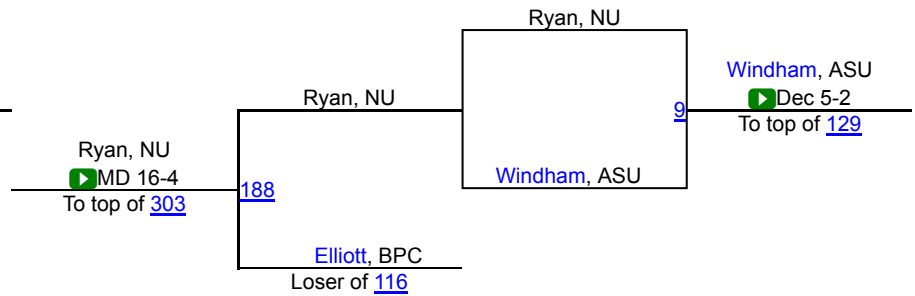 Ryan, NU
Windham, ASU
Ryan, NU
Dec 5-2
9
To top of 129
Ryan, NU
MD 16-4
Windham, ASU
188
To top of 303
Elliott, BPC
Loser of 116